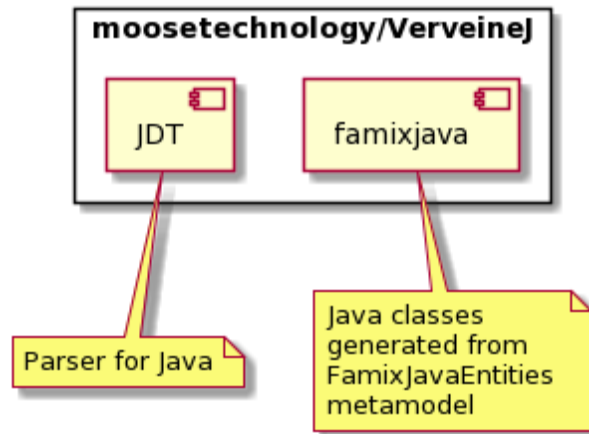 moosetechnology/VerveineJ
JDT
famixjava
Parser for Java
Java classes
generated from
FamixJavaEntities
metamodel